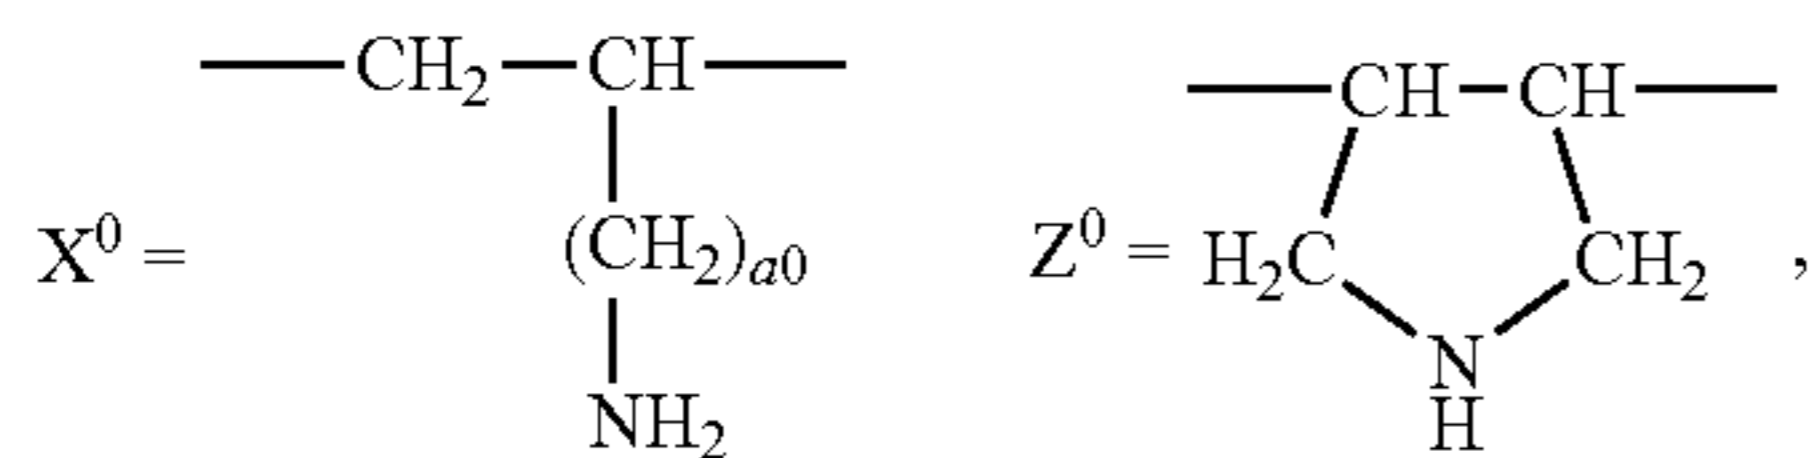 —CH₂—CH—
—CH—CH—
X⁰ = (CH₂)ₐ₀
Z⁰ = H₂C CH₂ ,
NH₂
N
H